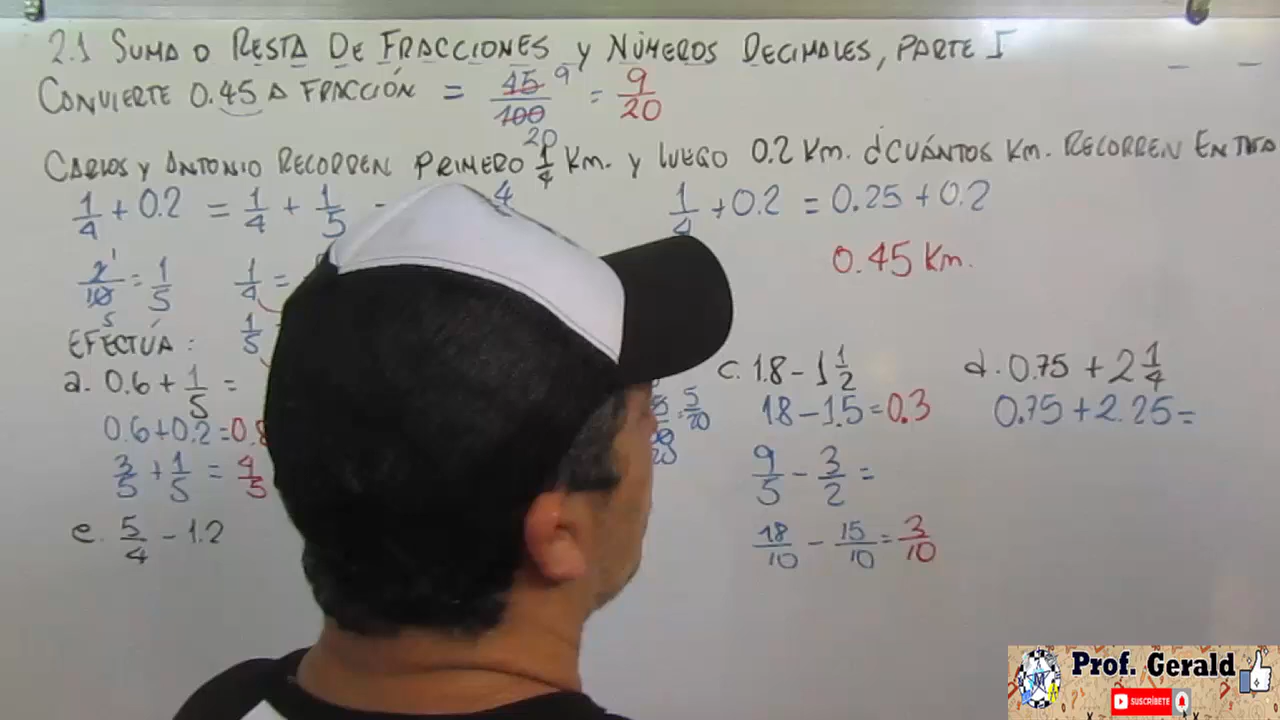 2.1 SUMA O RESTA DE FRACCIONES Y NÚMEROS DECIMALES, PARTE I
CONVIERTE 0.45 A FRACCIÓN = 45/100 9 20 = 9/20
CARLOS Y ANTONIO RECORREN PRIMERO 1/4 Km. Y LUEGO 0.2 Km. ¿CUÁNTOS Km. RECORREN
1/4 + 0.2 = 1/4 + 1/5 = 4
1/4 + 0.2 = 0.25 + 0.2
0.45 Km.
2/10 1 5 = 1/5
1/4 =
1/5
EFECTÚA:
a. 0.6 + 1/5 =
0.6 + 0.2 = 0.8
3/5 + 1/5 = 4/5
c. 1.8 - 1 1/2
18 - 1.5 = 0.3
9/5 - 3/2 =
18/10 - 15/10 = 3/10
d. 0.75 + 2 1/4
0.75 + 2.25 =
e. 5/4 - 1.2
Prof. Gerald
SUSCRÍBETE